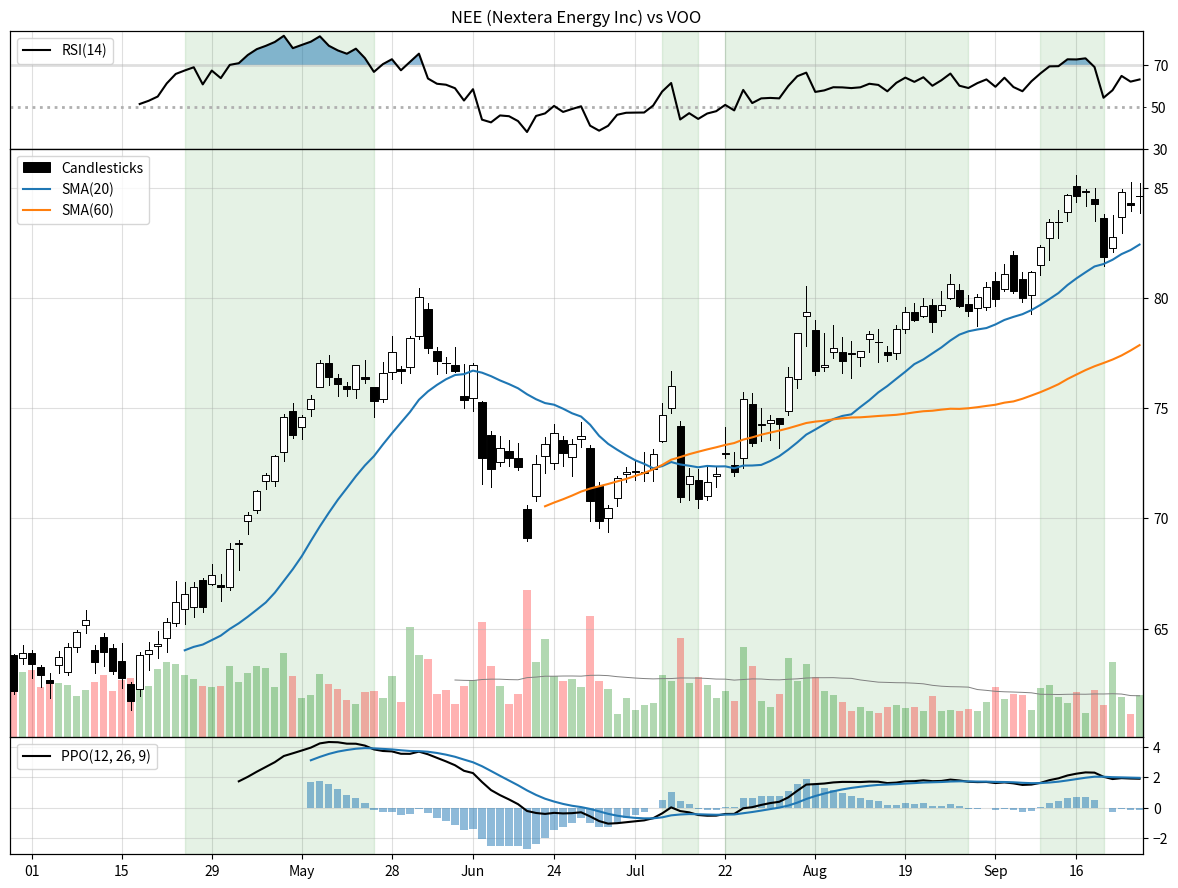 NEE (Nextera Energy Inc) vs VOO
RSI(14)
70
50
30
Candlesticks
SMA(20)
SMA(60)
85
80
75
70
65
PPO(12, 26, 9)
4
2
0
−2
01 15 29 May 28 Jun 24 Jul 22 Aug 19 Sep 16